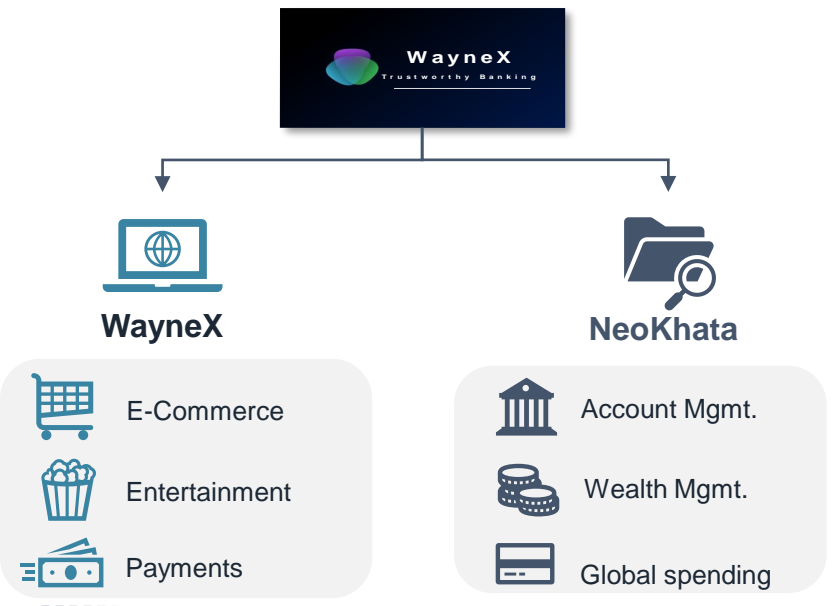 WayneX
Trustworthy Banking
WayneX
NeoKhata
E-Commerce
Entertainment
Payments
Account Mgmt.
Wealth Mgmt.
Global spending